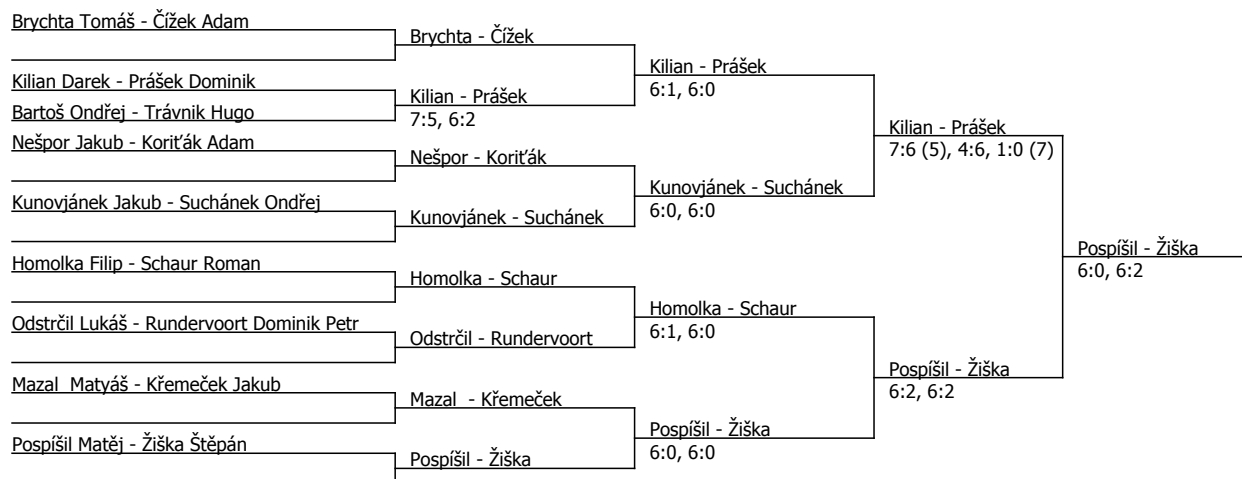 Brychta Tomáš - Čížek Adam
Kilian Darek - Prášek Dominik
Bartoš Ondřej - Trávnik Hugo
Nešpor Jakub - Koriťák Adam
Kunovjánek Jakub - Suchánek Ondřej
Homolka Filip - Schaur Roman
Odstrčil Lukáš - Rundervoort Dominik Petr
Mazal  Matyáš - Křemeček Jakub
Pospíšil Matěj - Žiška Štěpán
Brychta - Čížek
Kilian - Prášek
7:5, 6:2
Nešpor - Koriťák
Kunovjánek - Suchánek
Homolka - Schaur
Odstrčil - Rundervoort
Mazal  - Křemeček
Pospíšil - Žiška
Kilian - Prášek
6:1, 6:0
Kunovjánek - Suchánek
6:0, 6:0
Homolka - Schaur
6:1, 6:0
Pospíšil - Žiška
6:0, 6:0
Kilian - Prášek
7:6 (5), 4:6, 1:0 (7)
Pospíšil - Žiška
6:2, 6:2
Pospíšil - Žiška
6:0, 6:2